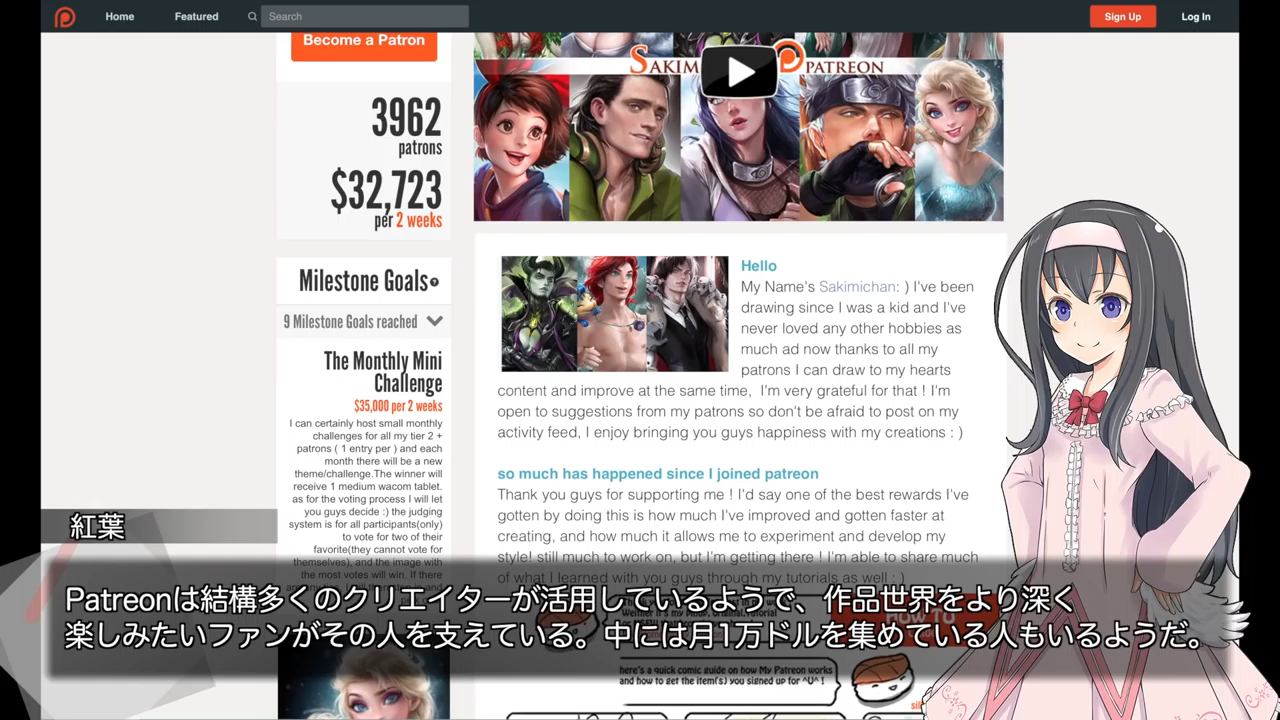 Home
Featured
Search
Sign Up
Log In
Become a Patron
3962
patrons
$32,723
per 2 weeks
Milestone Goals
9 Milestone Goals reached
The Monthly Mini
Challenge
$35,000 per 2 weeks
I can certainly host small monthly
challenges for all my tier 2 +
patrons ( 1 entry per ) and each
month there will be a new
theme/challenge.The winner will
receive 1 medium wacom tablet.
as for the voting process I will let
you guys decide :) the judging
system is for all participants(only)
to vote for two of their
favorite(they cannot vote for
themselves), and the image with
the most votes will win. If there
PATREON
Hello
My Name's Sakimichan: ) I've been
drawing since I was a kid and I've
never loved any other hobbies as
much ad now thanks to all my
patrons I can draw to my hearts
content and improve at the same time,  I'm very grateful for that ! I'm
open to suggestions from my patrons so don't be afraid to post on my
activity feed, I enjoy bringing you guys happiness with my creations : )
so much has happened since I joined patreon
Thank you guys for supporting me ! I'd say one of the best rewards I've
gotten by doing this is how much I've improved and gotten faster at
creating, and how much it allows me to experiment and develop my
style! still much to work on, but I'm getting there ! I'm able to share much
of what I learned with you guys through my tutorials as well : )
HOW TO
here's a quick comic guide on how My Patreon works
and how to get the item(s) you signed up for ^U^ !
紅葉
Patreonは結構多くのクリエイターが活用しているようで、作品世界をより深く
楽しみたいファンがその人を支えている。中には月1万ドルを集めている人もいるようだ。